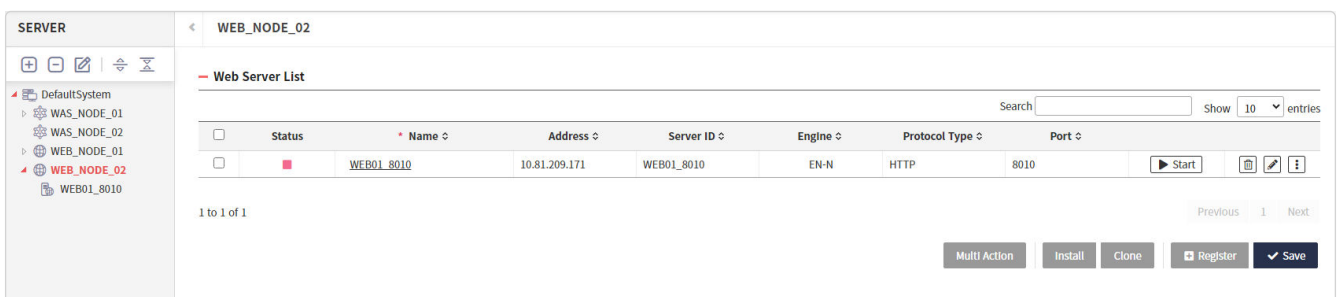 SERVER
WEB_NODE_02
DefaultSystem
WAS_NODE_01
WAS_NODE_02
WEB_NODE_01
WEB_NODE_02
WEB01_8010
Web Server List
Search Show 10 entries
Status * Name Address Server ID Engine Protocol Type Port
WEB01_8010 10.81.209.171 WEB01_8010 EN-N HTTP 8010 Start
1 to 1 of 1
Previous 1 Next
Multi Action Install Clone Register Save